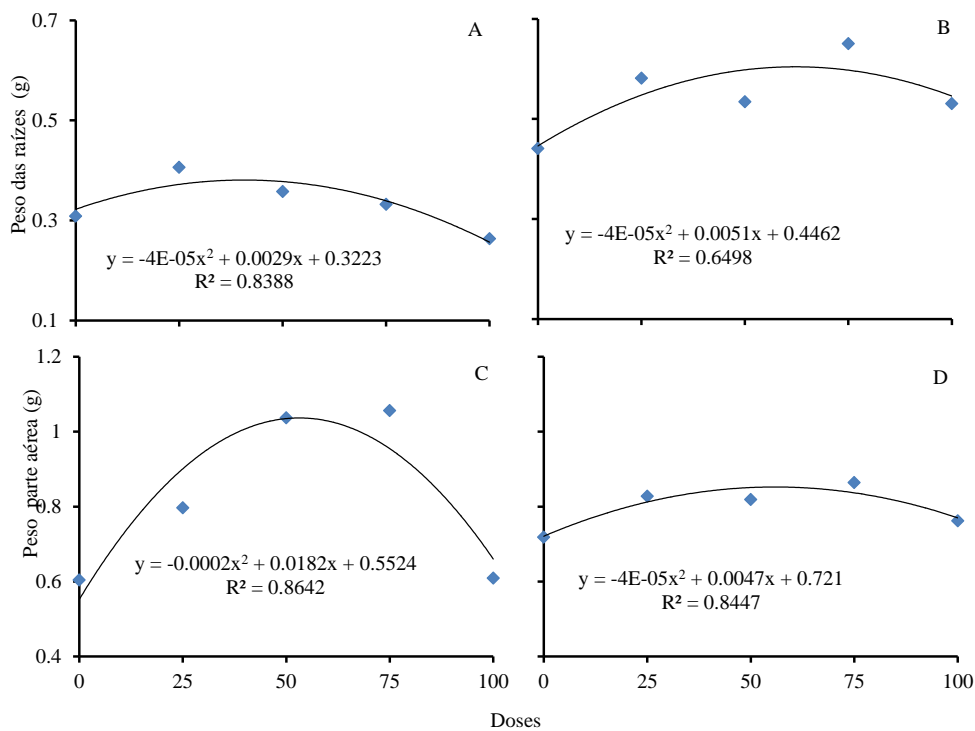 A
Peso das raízes (g)
0.7
0.5
0.3
0.1
y = -4E-05x² + 0.0029x + 0.3223
R² = 0.8388
B
y = -4E-05x² + 0.0051x + 0.4462
R² = 0.6498
C
Peso parte aérea (g)
1.2
1
0.8
0.6
0.4
y = -0.0002x² + 0.0182x + 0.5524
R² = 0.8642
0 25 50 75 100
D
y = -4E-05x² + 0.0047x + 0.721
R² = 0.8447
0 25 50 75 100
Doses